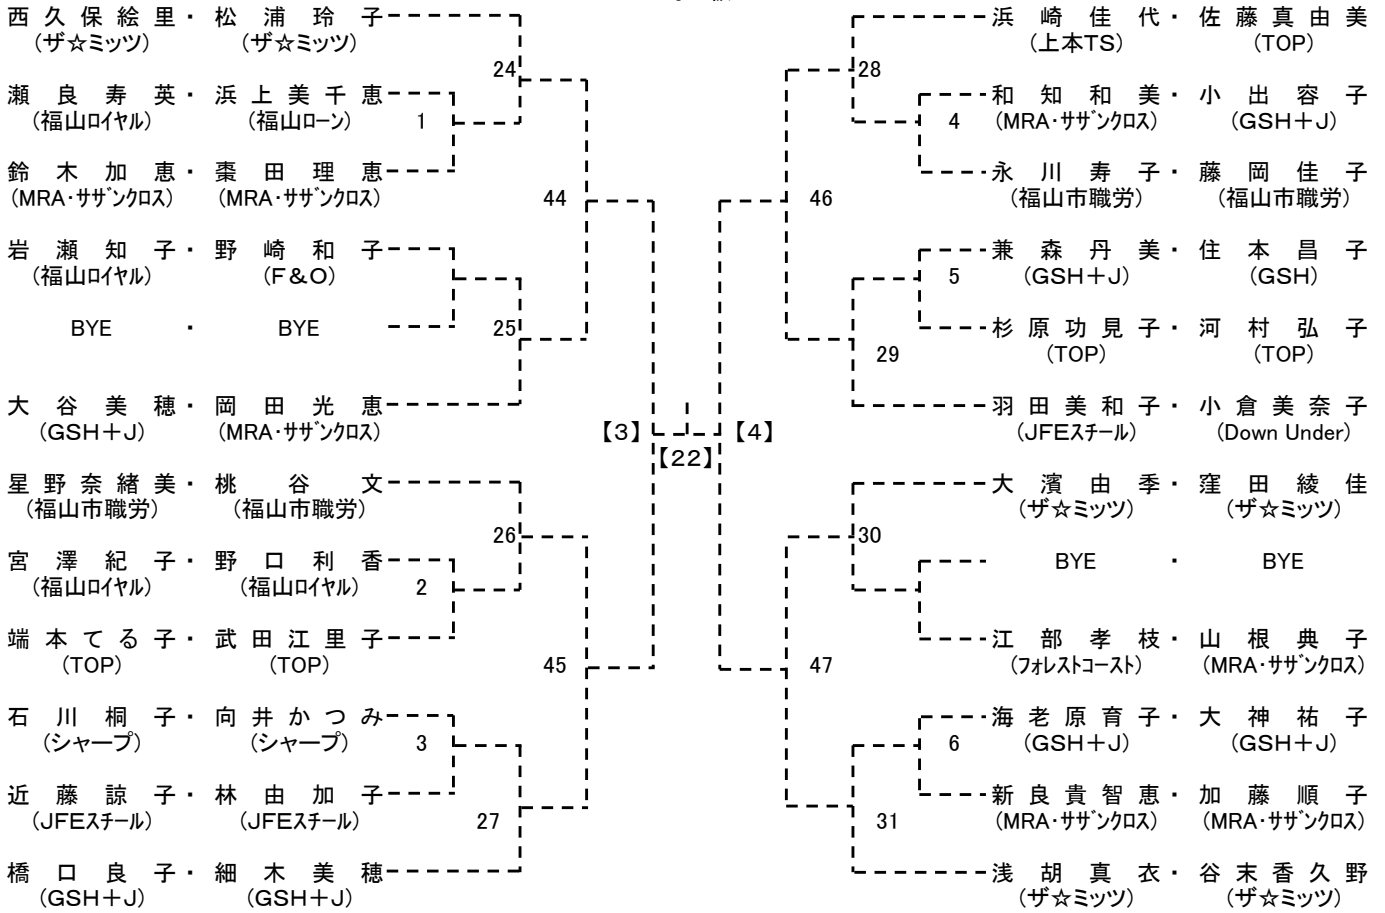 西久保絵里・松浦玲子 浜崎佳代・佐藤真由美
(ザ☆ミッツ) (ザ☆ミッツ) (上本TS) (TOP)
24 28
瀬良寿英・浜上美千恵 和知和美・小出容子
(福山ロイヤル) (福山ローン) 1 4 (MRA・サザンクロス) (GSH+J)
鈴木加恵・棗田理恵 永川寿子・藤岡佳子
(MRA・サザンクロス) (MRA・サザンクロス) 44 46 (福山市職労) (福山市職労)
岩瀬知子・野崎和子 兼森丹美・住本昌子
(福山ロイヤル) (F&O) 5 (GSH+J) (GSH)
BYE ・ BYE 25 杉原功見子・河村弘子
29 (TOP) (TOP)
大谷美穂・岡田光恵 羽田美和子・小倉美奈子
(GSH+J) (MRA・サザンクロス) 【3】 【4】 (JFEスチール) (Down Under)
【22】
星野奈緒美・桃谷文 大濱由季・窪田綾佳
(福山市職労) (福山市職労) (ザ☆ミッツ) (ザ☆ミッツ)
26 30
宮澤紀子・野口利香 BYE ・ BYE
(福山ロイヤル) (福山ロイヤル) 2
端本てる子・武田江里子 江部孝枝・山根典子
(TOP) (TOP) 45 47 (フォレストコースト) (MRA・サザンクロス)
石川桐子・向井かつみ 海老原育子・大神祐子
(シャープ) (シャープ) 3 6 (GSH+J) (GSH+J)
近藤諒子・林由加子 新良貴智恵・加藤順子
(JFEスチール) (JFEスチール) 27 31 (MRA・サザンクロス) (MRA・サザンクロス)
橋口良子・細木美穂 浅胡真衣・谷末香久野
(GSH+J) (GSH+J) (ザ☆ミッツ) (ザ☆ミッツ)